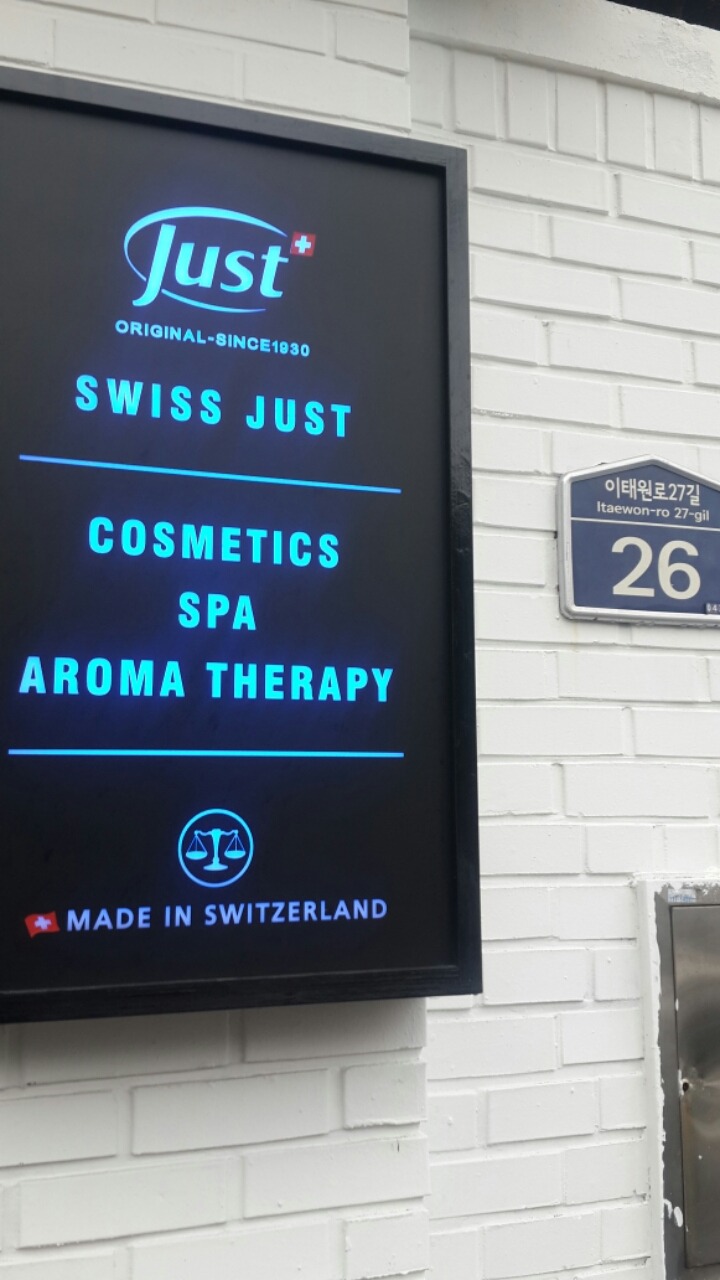 Just
ORIGINAL-SINCE1930
SWISS JUST
COSMETICS
SPA
AROMA THERAPY
MADE IN SWITZERLAND
이태원로27길
Itaewon-ro 27-gil
26